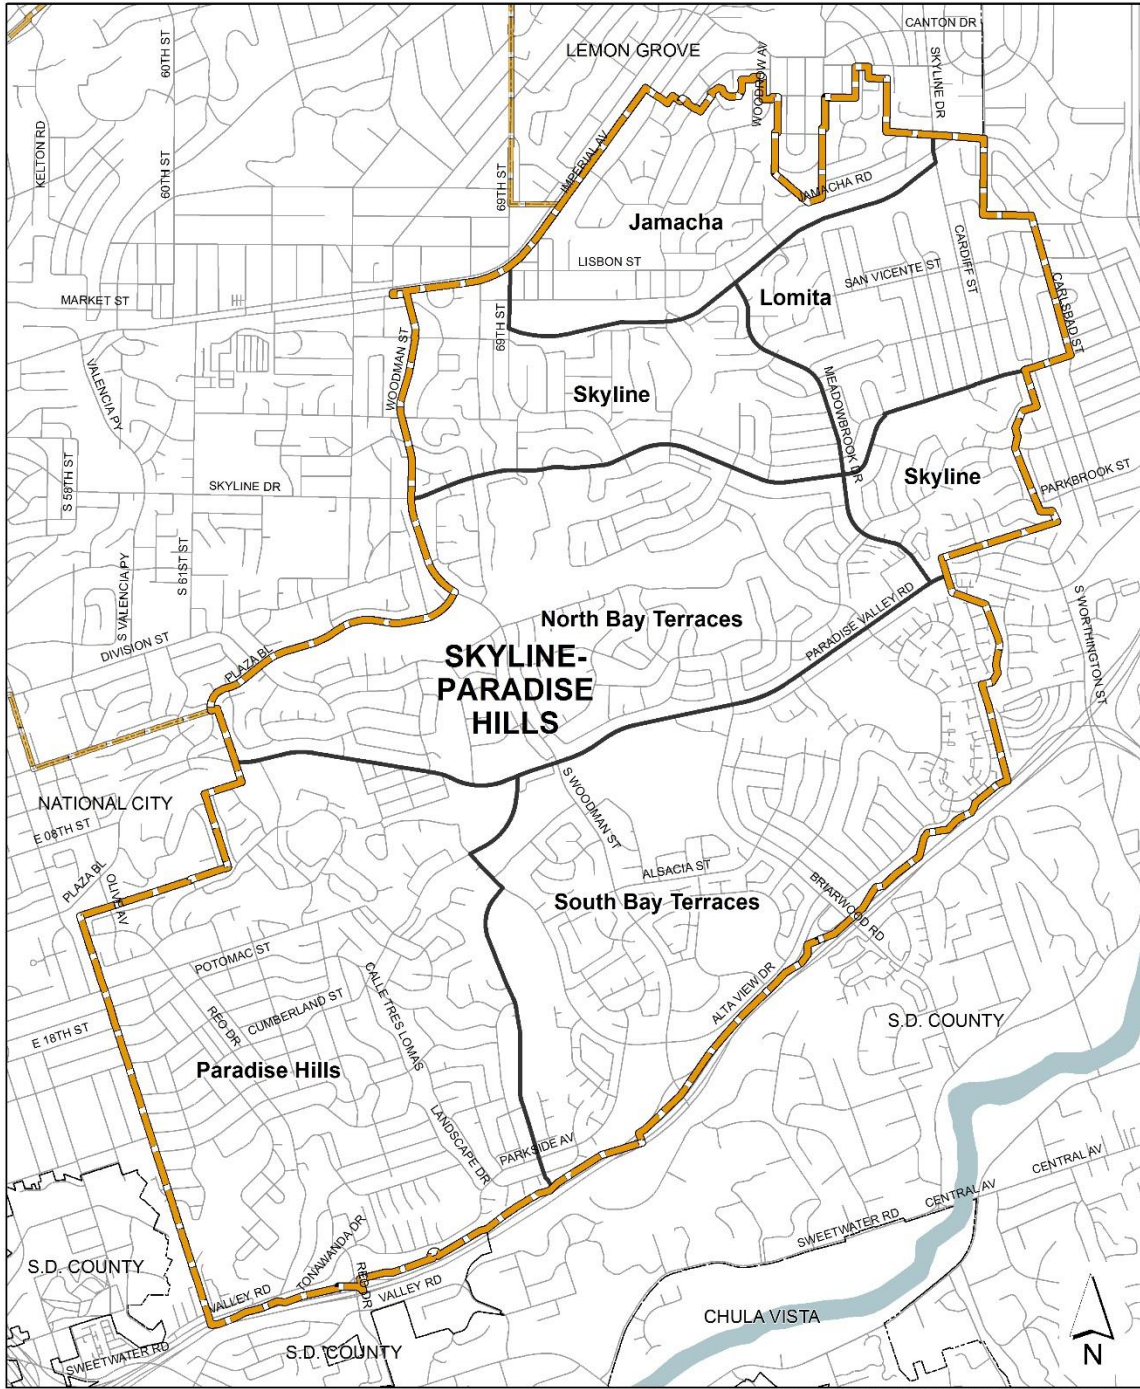 CANTON DR
LEMON GROVE
60TH ST
WOODROW AV
SKYLINE DR
KELTON RD
60TH ST
69TH ST
IMPERIAL AV
JAMACHA RD
Jamacha
LISBON ST
CARDIFF ST
SAN VICENTE ST
Lomita
MARKET ST
CARLSBAD ST
69TH ST
WOODMAN ST
VALENCIA PY
Skyline
MEADOWBROOK DR
S 58TH ST
SKYLINE DR
Skyline
PARKBROOK ST
S VALENCIA PY
S 61ST ST
North Bay Terraces
PARADISE VALLEY RD
S WORTHINGTON ST
DIVISION ST
PLAZA BL
SKYLINE-
PARADISE
HILLS
NATIONAL CITY
E 08TH ST
S WOODMAN ST
PLAZA BL
OLIVE AV
ALSACIA ST
South Bay Terraces
BRIARWOOD RD
POTOMAC ST
CALLE TRES LOMAS
CUMBERLAND ST
REO DR
E 18TH ST
ALTA VIEW DR
S.D. COUNTY
Paradise Hills
LANDSCAPE DR
PARKSIDE AV
CENTRAL AV
CENTRAL AV
SWEETWATER RD
S.D. COUNTY
TONAWANDA DR
REO DR
VALLEY RD
VALLEY RD
CHULA VISTA
SWEETWATER RD
S.D. COUNTY
N